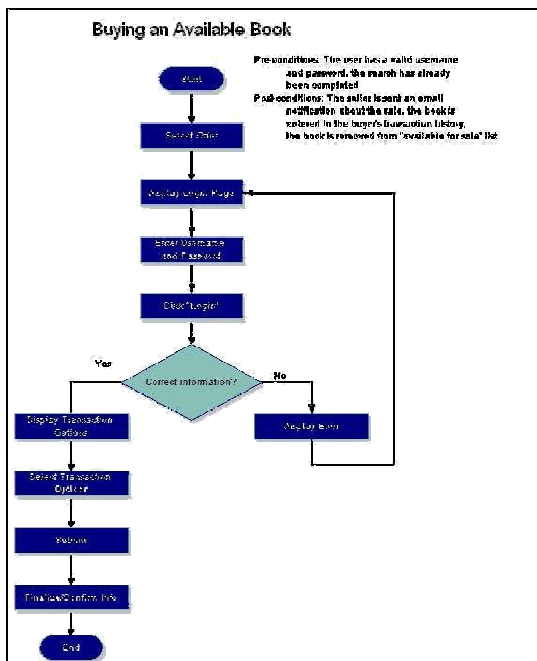 Buying an Available Book
Pre-conditions: The user has a valid username
and password, the search has already
been completed
Post-conditions: The seller is sent an email
notification about the sale, the book is
entered in the buyer's transaction history,
the book is removed from "available for sale" list
Start
Select
Display Login Page
Enter Username
and Password
Click "Login"
Correct information?
Yes
No
Display Transaction
Options
Display Error
Select Transaction
Options
Submit
Finalize/Confirm Info
End